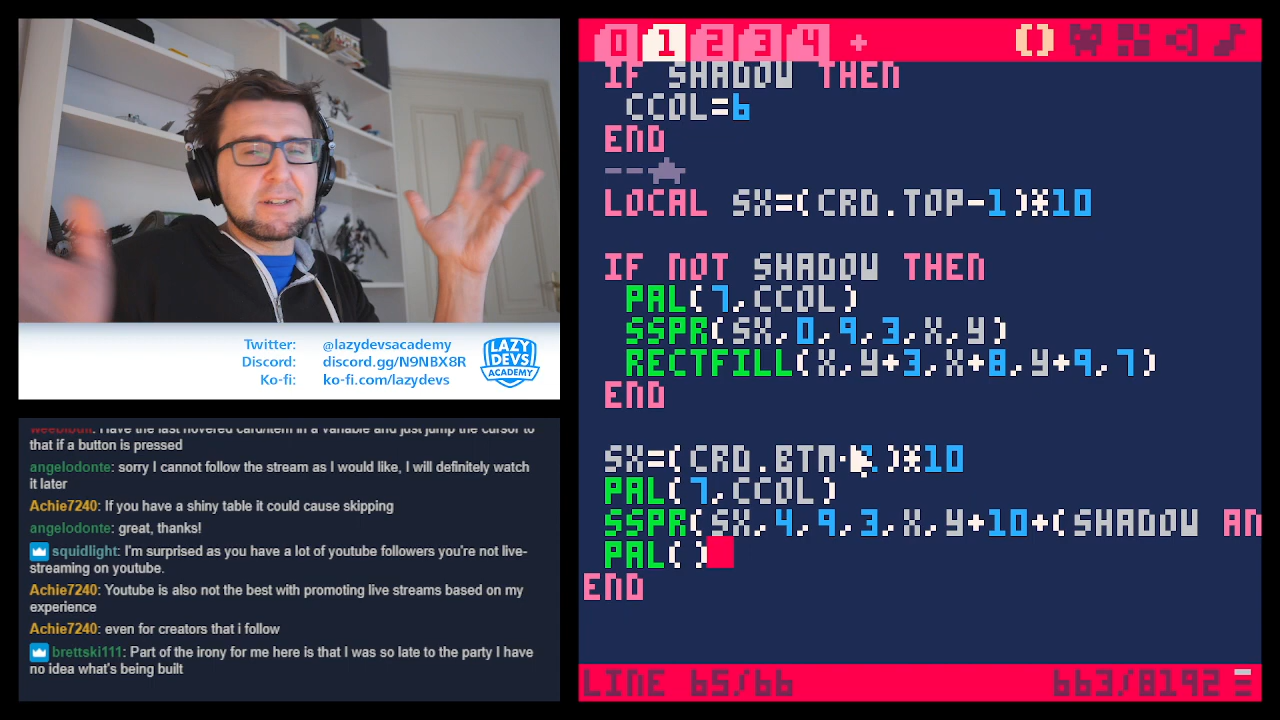 Twitter: @lazydevsacademy
Discord: discord.gg/N9NBX8R
Ko-fi: ko-fi.com/lazydevs
LAZY
DEVS
ACADEMY
weebibutt: I have the last hovered card/item in a variable and just jump the cursor to
that if a button is pressed
angelodonte: sorry I cannot follow the stream as I would like, I will definitely watch
it later
Achie7240: If you have a shiny table it could cause skipping
angelodonte: great, thanks!
squidlight: I'm surprised as you have a lot of youtube followers you're not live-
streaming on youtube.
Achie7240: Youtube is also not the best with promoting live streams based on my
experience
Achie7240: even for creators that i follow
brettski111: Part of the irony for me here is that I was so late to the party I have
no idea what's being built
0 1 2 3 4 +
IF SHADOW THEN
CCOL=6
END
--
LOCAL SX=(CRD.TOP-1)*10
IF NOT SHADOW THEN
PAL(7,CCOL)
SSPR(SX,0,9,3,X,Y)
RECTFILL(X,Y+3,X+8,Y+9,7)
END
SX=(CRD.BTM-1)*10
PAL(7,CCOL)
SSPR(SX,4,9,3,X,Y+10+(SHADOW AN
PAL()
END
LINE 65/66
663/8192